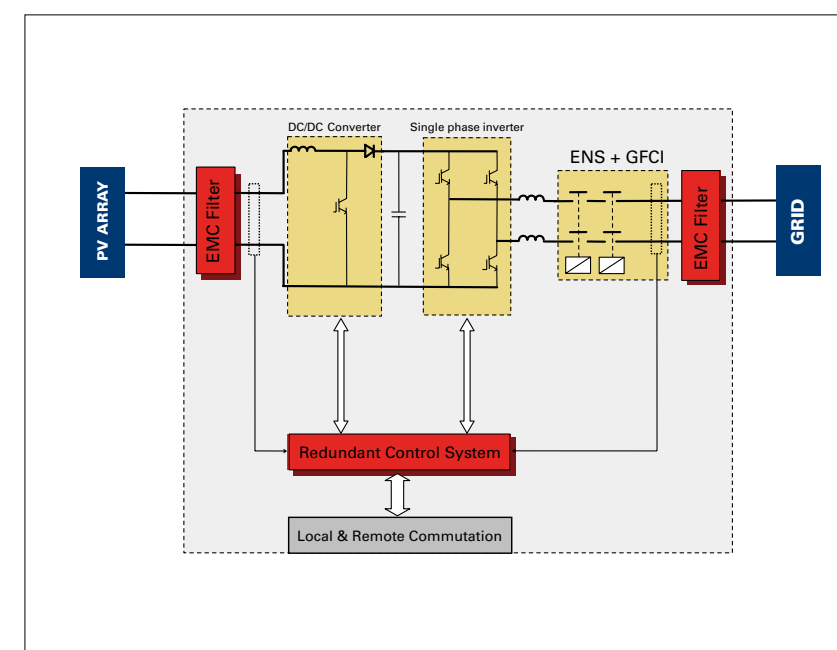 DC/DC Converter
Single phase inverter
ENS + GFCI
PV ARRAY
EMC Filter
EMC Filter
GRID
Redundant Control System
Local & Remote Commutation